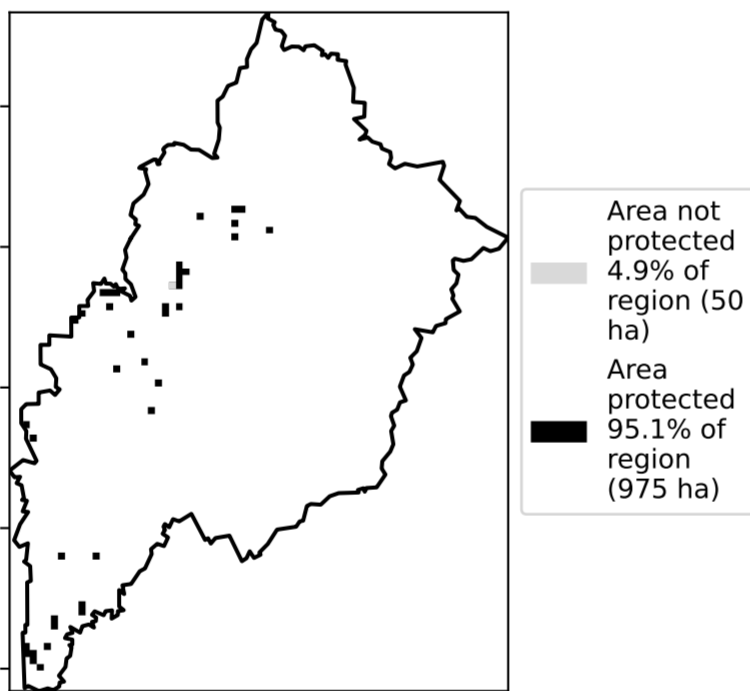 Area not
protected
4.9% of
region (50
ha)
Area
protected
95.1% of
region
(975 ha)